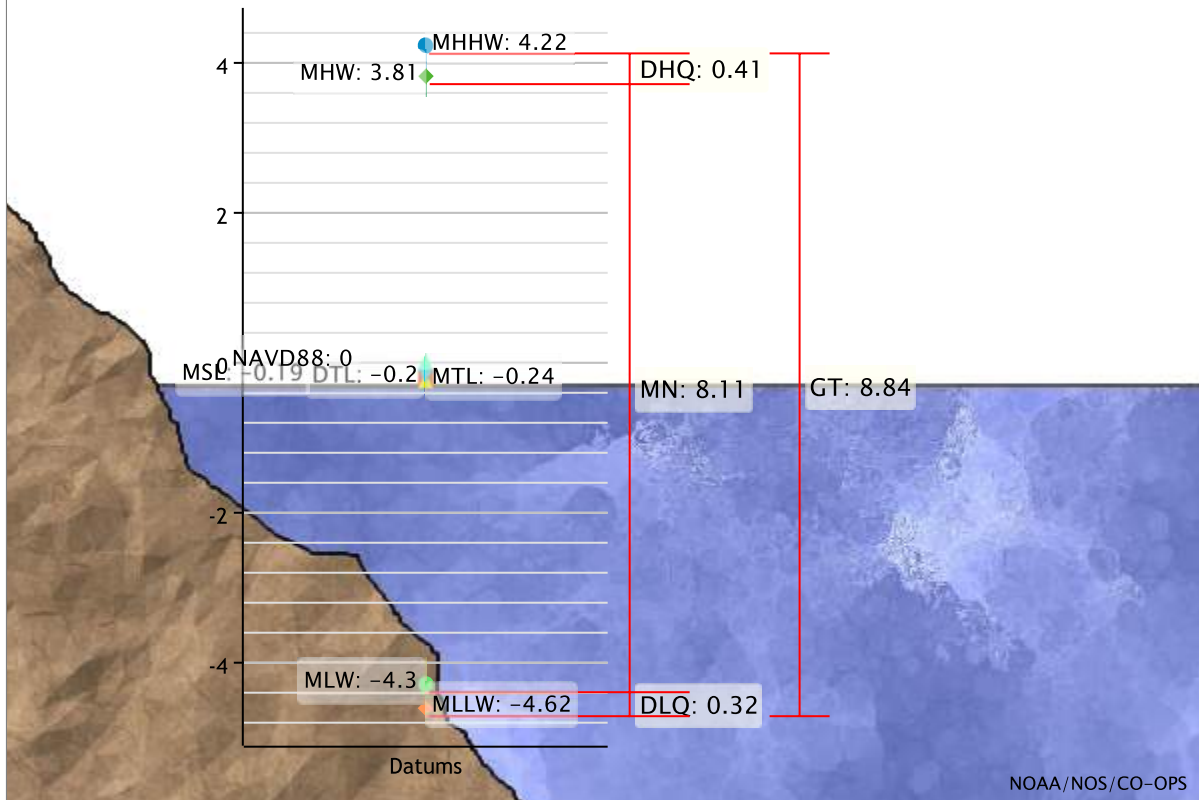 MHHW: 4.22
4
MHW: 3.81
DHQ: 0.41
2
0
NAVD88: 0
MSL: −0.19
DTL: −0.2
MTL: −0.24
MN: 8.11
GT: 8.84
-2
-4
MLW: −4.3
MLLW: −4.62
DLQ: 0.32
Datums
NOAA/NOS/CO−OPS